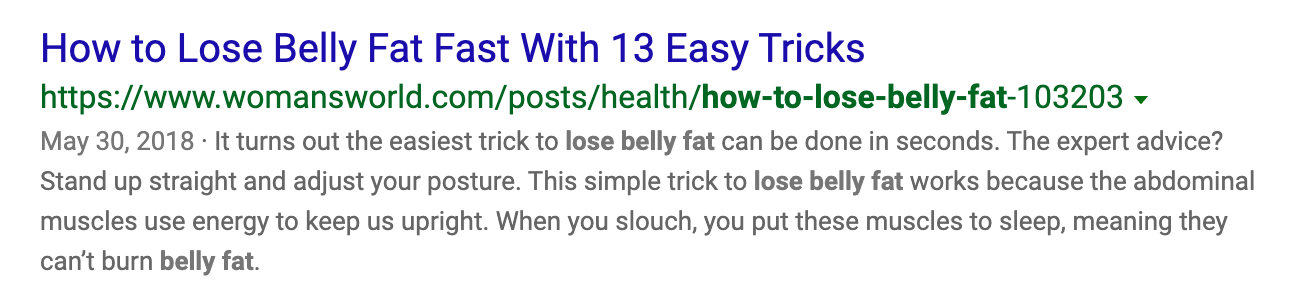 How to Lose Belly Fat Fast With 13 Easy Tricks
https://www.womansworld.com/posts/health/how-to-lose-belly-fat-103203
May 30, 2018 · It turns out the easiest trick to lose belly fat can be done in seconds. The expert advice?
Stand up straight and adjust your posture. This simple trick to lose belly fat works because the abdominal
muscles use energy to keep us upright. When you slouch, you put these muscles to sleep, meaning they
can’t burn belly fat.